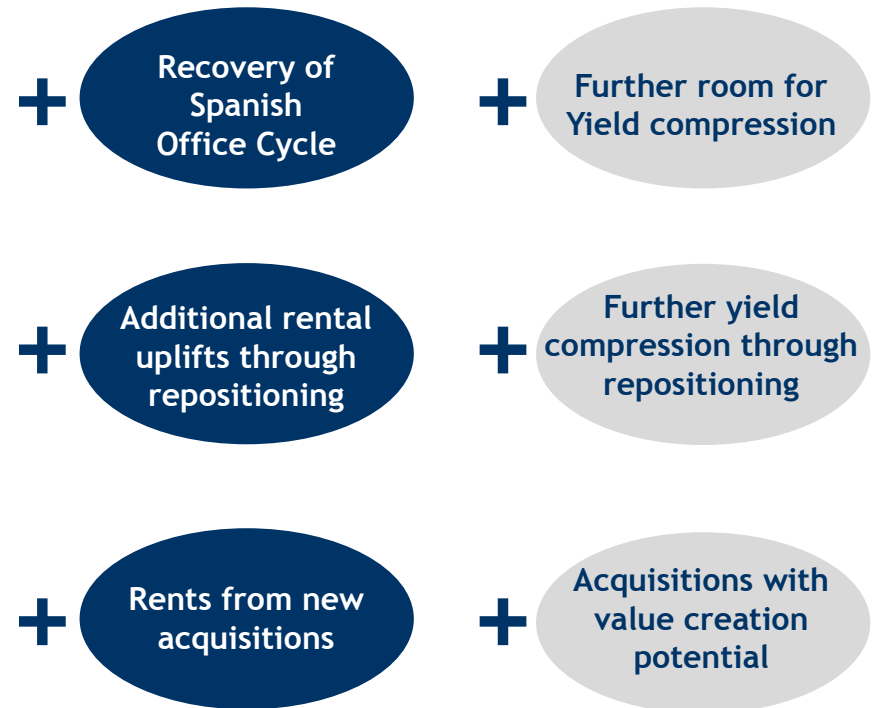 +
Recovery of
Spanish
Office Cycle
+
Further room for
Yield compression
+
Additional rental
uplifts through
repositioning
+
Further yield
compression through
repositioning
+
Rents from new
acquisitions
+
Acquisitions with
value creation
potential